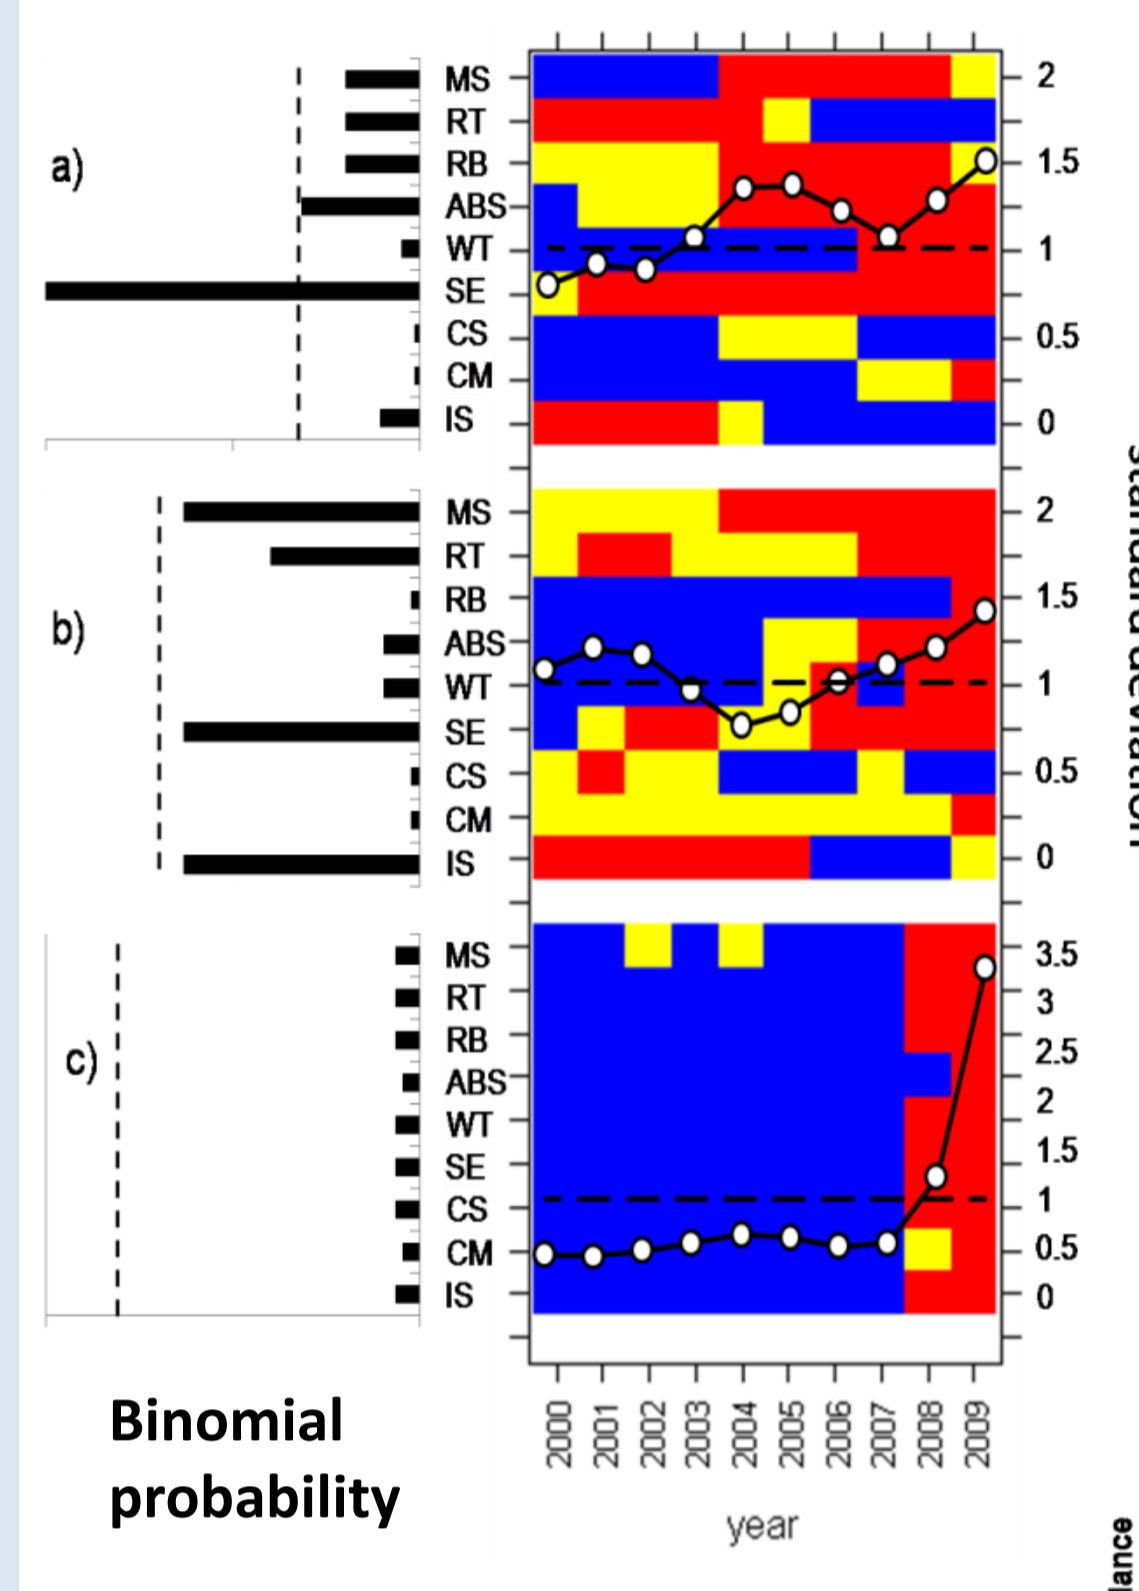 a)
MS
RT
RB
ABS
WT
SE
CS
CM
IS
2
1.5
1
0.5
0
b)
MS
RT
RB
ABS
WT
SE
CS
CM
IS
2
1.5
1
0.5
0
standard deviation
c)
MS
RT
RB
ABS
WT
SE
CS
CM
IS
3.5
3
2.5
2
1.5
1
0.5
0
2000
2001
2002
2003
2004
2005
2006
2007
2008
2009
year
Binomial
probability